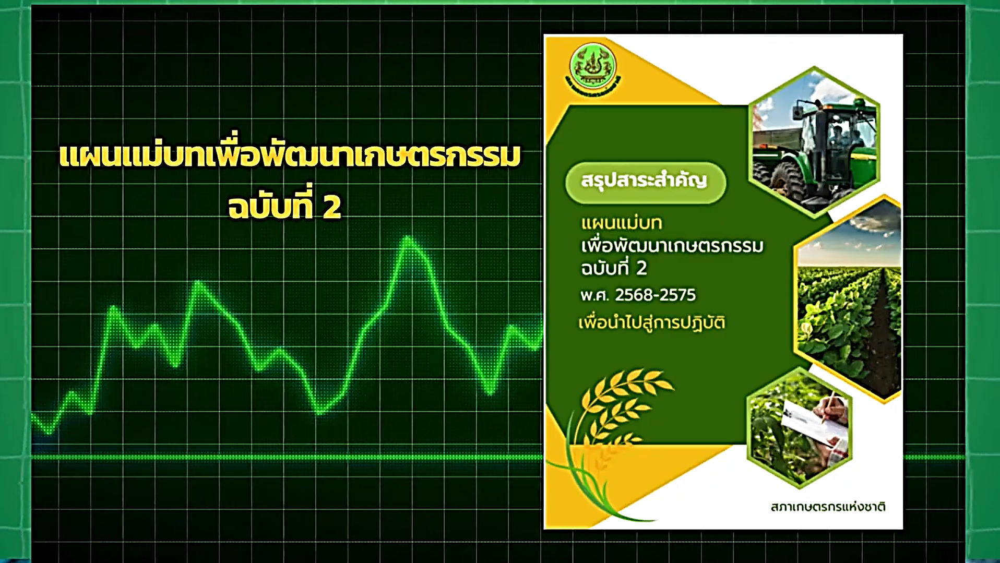 แผนแม่บทเพื่อพัฒนาเกษตรกรรม
ฉบับที่ 2
สรุปสาระสำคัญ
แผนแม่บท
เพื่อพัฒนาเกษตรกรรม
ฉบับที่ 2
พ.ศ. 2568-2575
เพื่อนำไปสู่การปฏิบัติ
สภาเกษตรกรแห่งชาติ